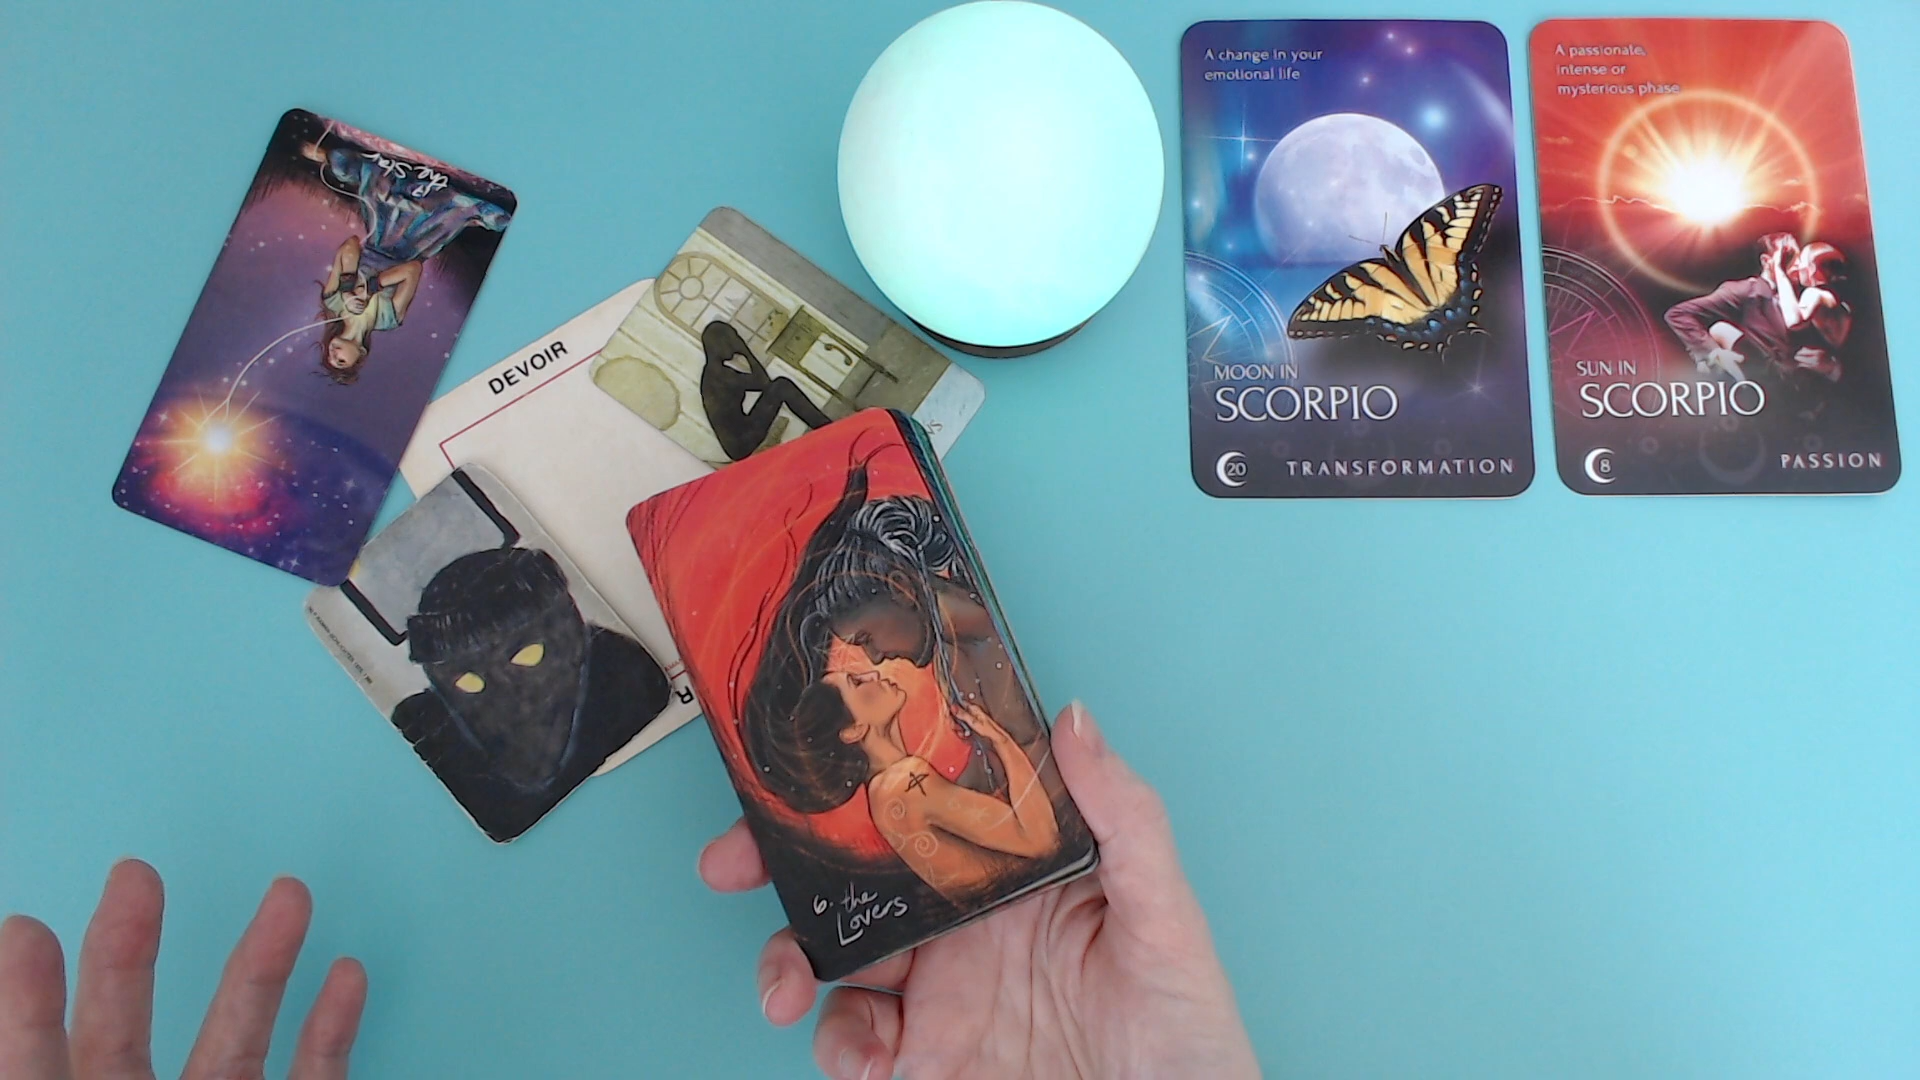 17 the Star
DEVOIR
R
6. the
Lovers
A change in your
emotional life
MOON IN
SCORPIO
20 TRANSFORMATION
A passionate,
intense or
mysterious phase
SUN IN
SCORPIO
8 PASSION